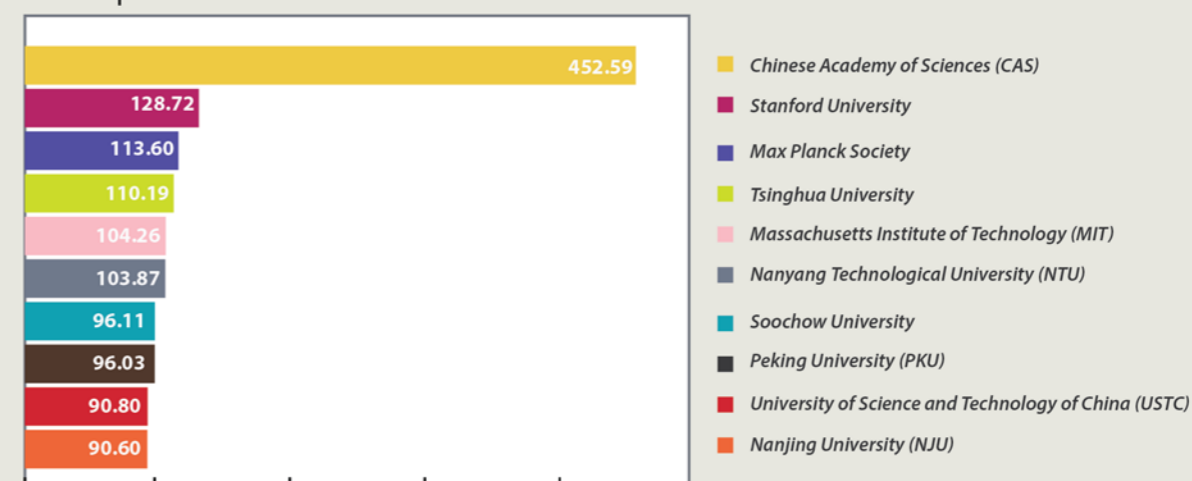 452.59
128.72
113.60
110.19
104.26
103.87
96.11
96.03
90.80
90.60
Chinese Academy of Sciences (CAS)
Stanford University
Max Planck Society
Tsinghua University
Massachusetts Institute of Technology (MIT)
Nanyang Technological University (NTU)
Soochow University
Peking University (PKU)
University of Science and Technology of China (USTC)
Nanjing University (NJU)